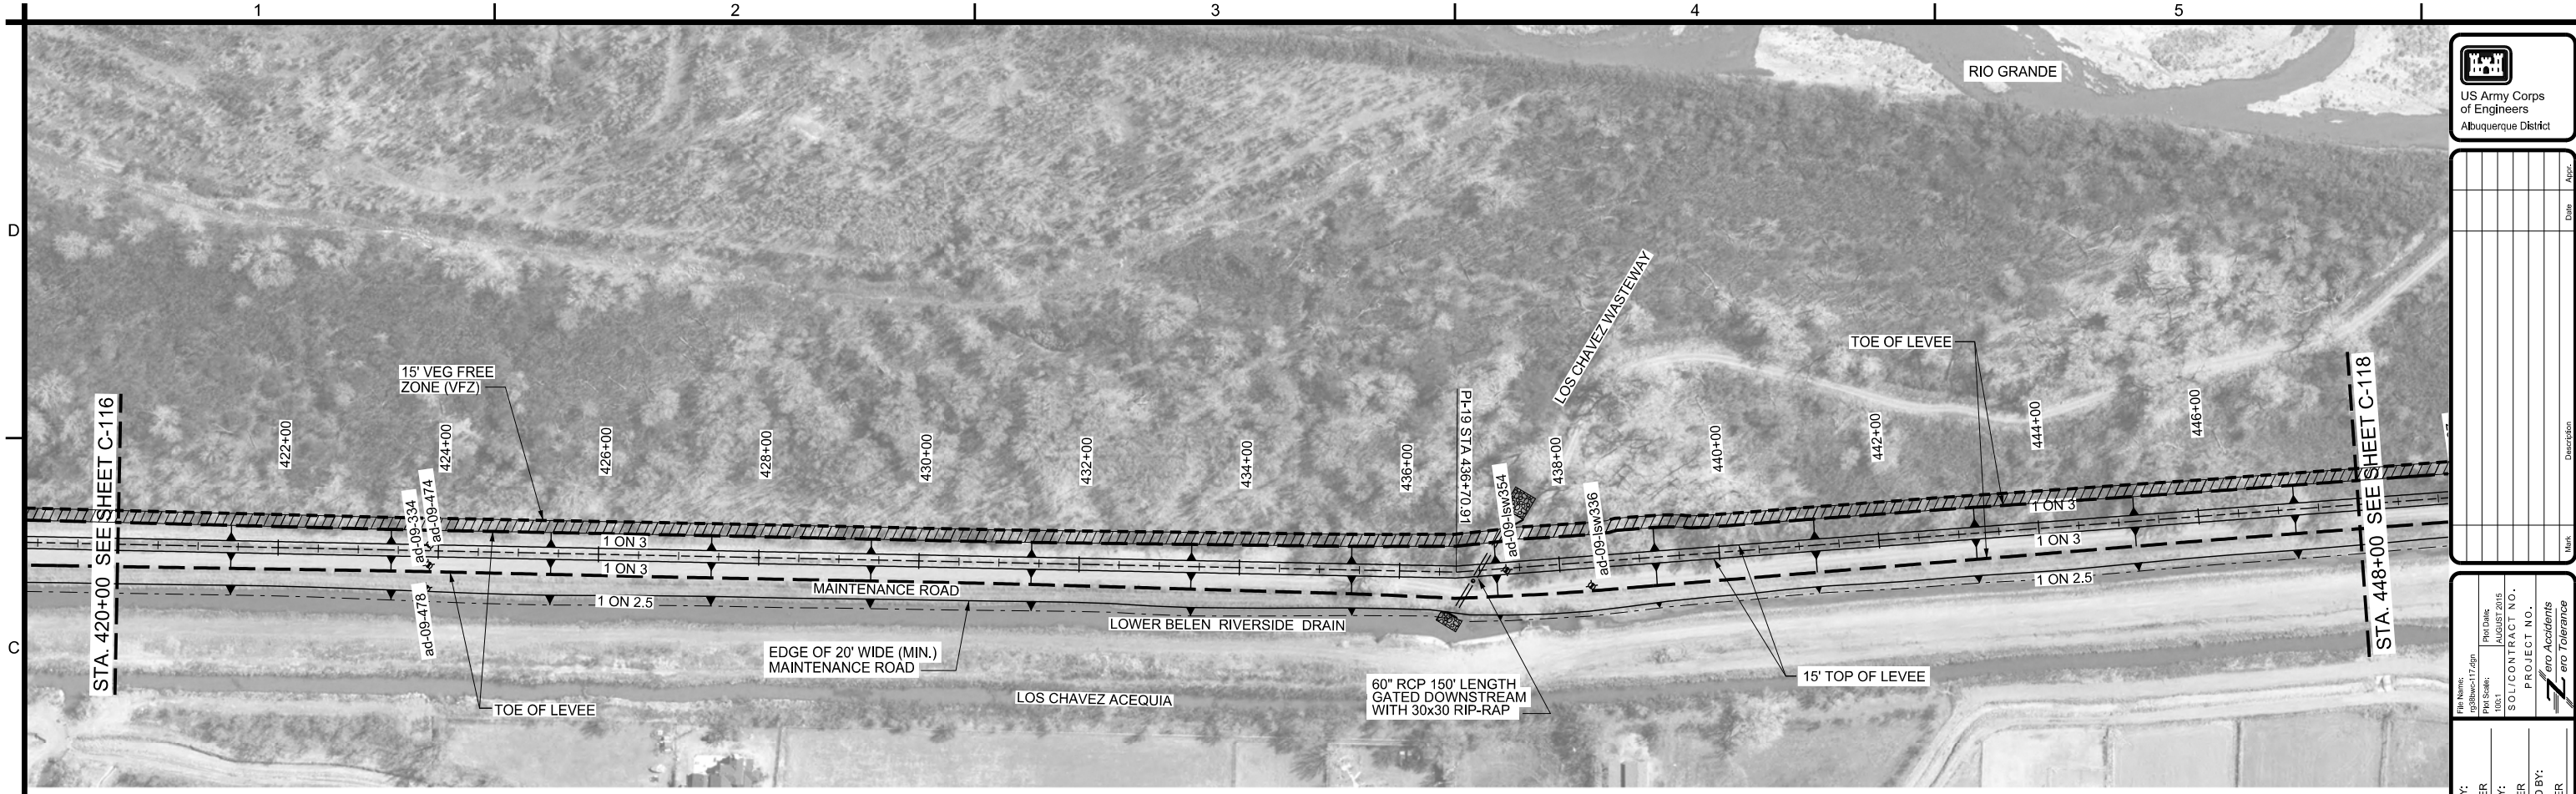 1
2
3
4
5
D
C
RIO GRANDE
US Army Corps
of Engineers
Albuquerque District
LOS CHAVEZ WASTEWAY
TOE OF LEVEE
15' VEG FREE
ZONE (VFZ)
STA. 420+00 SEE SHEET C-116
422+00
424+00
426+00
428+00
430+00
432+00
434+00
436+00
PI-19 STA 436+70.91
438+00
440+00
442+00
444+00
446+00
STA. 448+00 SEE SHEET C-118
ad-09-334
ad-09-474
ad-09-478
ad-09-lsw354
ad-09-lsw336
1 ON 3
1 ON 3
1 ON 2.5
1 ON 3
1 ON 3
1 ON 2.5
MAINTENANCE ROAD
LOWER BELEN RIVERSIDE DRAIN
EDGE OF 20' WIDE (MIN.)
MAINTENANCE ROAD
LOS CHAVEZ ACEQUIA
TOE OF LEVEE
60" RCP 150' LENGTH
GATED DOWNSTREAM
WITH 30x30 RIP-RAP
15' TOP OF LEVEE
Mark
Description
Date
Appr.
File Name:
rg38bwc-117.dgn
Plot Scale:
100:1
Plot Date:
AUGUST 2015
SOL/CONTRACT NO.
PROJECT NO.
Zero Accidents
Zero Tolerance